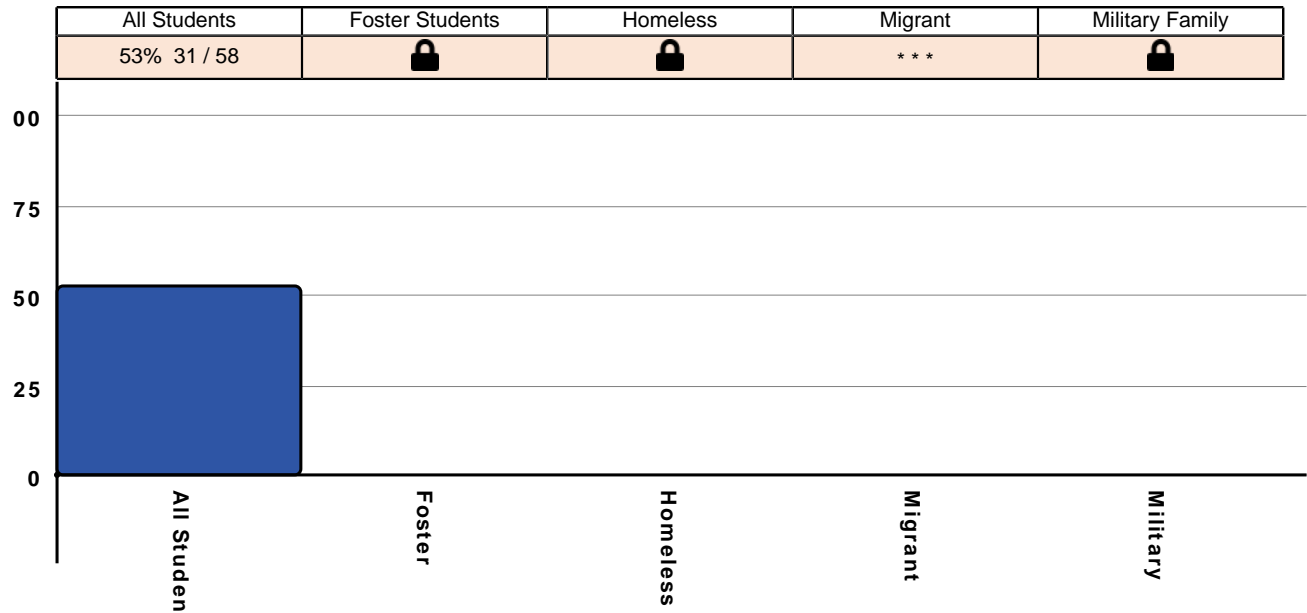 All Students Foster Students Homeless Migrant Military Family
53% 31 / 58 * * *
00
75
50
25
0
All Studen
Foster
Homeless
Migrant
Military